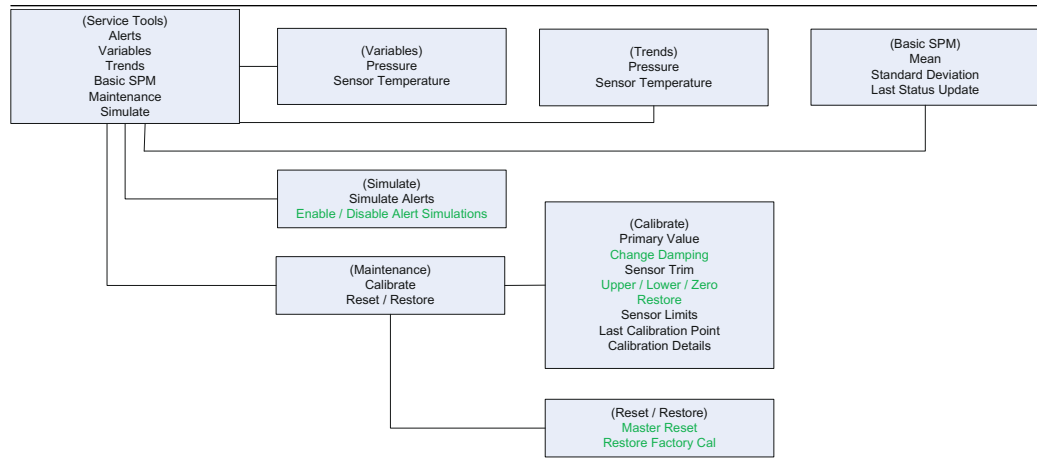 (Service Tools)
Alerts
Variables
Trends
Basic SPM
Maintenance
Simulate
(Variables)
Pressure
Sensor Temperature
(Trends)
Pressure
Sensor Temperature
(Basic SPM)
Mean
Standard Deviation
Last Status Update
(Simulate)
Simulate Alerts
Enable / Disable Alert Simulations
(Maintenance)
Calibrate
Reset / Restore
(Calibrate)
Primary Value
Change Damping
Sensor Trim
Upper / Lower / Zero
Restore
Sensor Limits
Last Calibration Point
Calibration Details
(Reset / Restore)
Master Reset
Restore Factory Cal